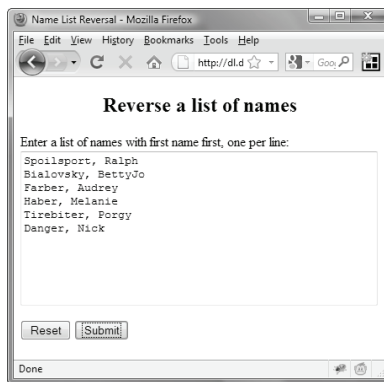 Name List Reversal - Mozilla Firefox
File Edit View History Bookmarks Tools Help
http://dl.d
Goo
Reverse a list of names
Enter a list of names with first name first, one per line:
Spoilsport, Ralph
Bialovsky, BettyJo
Farber, Audrey
Haber, Melanie
Tirebiter, Porgy
Danger, Nick
Reset Submit
Done